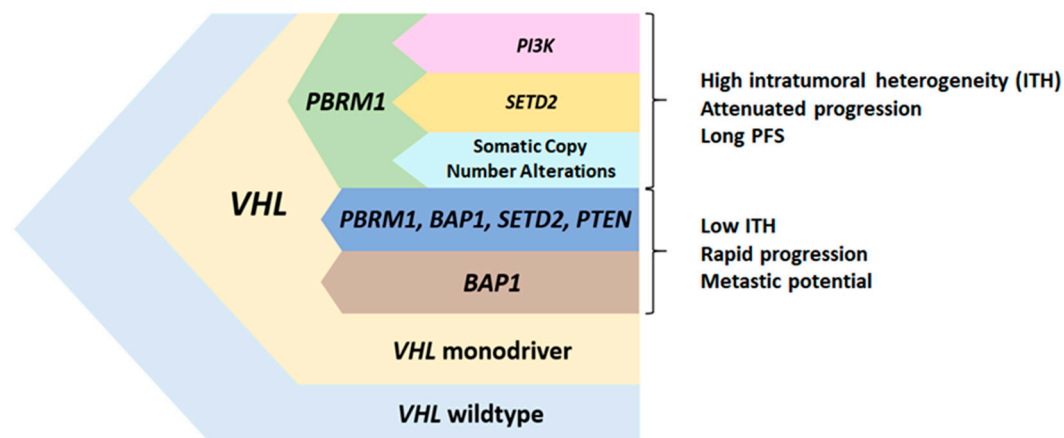 PI3K
PBRM1
SETD2
Somatic Copy
Number Alterations
VHL
PBRM1, BAP1, SETD2, PTEN
BAP1
VHL monodriver
VHL wildtype
High intratumoral heterogeneity (ITH)
Attenuated progression
Long PFS
Low ITH
Rapid progression
Metastic potential